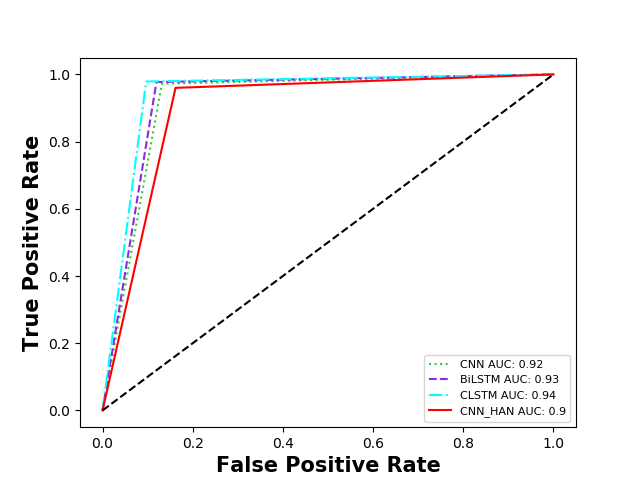 1.0
0.8
0.6
0.4
0.2
0.0
True Positive Rate
CNN AUC: 0.92
BiLSTM AUC: 0.93
CLSTM AUC: 0.94
CNN_HAN AUC: 0.9
0.0 0.2 0.4 0.6 0.8 1.0
False Positive Rate